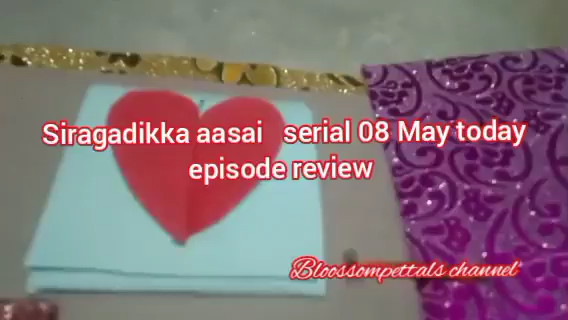 Siragadikka aasai serial 08 May today
episode review
Bloossompettals channel